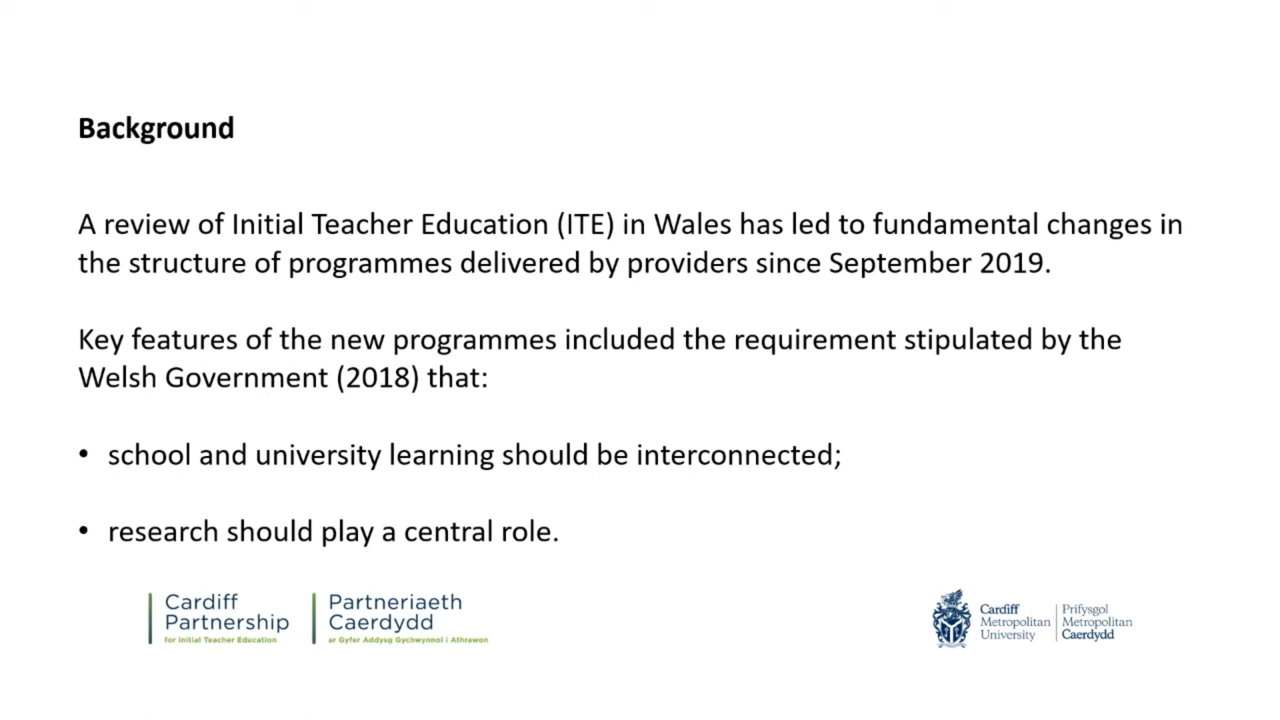 Background
A review of Initial Teacher Education (ITE) in Wales has led to fundamental changes in
the structure of programmes delivered by providers since September 2019.
Key features of the new programmes included the requirement stipulated by the
Welsh Government (2018) that:
• school and university learning should be interconnected;
• research should play a central role.
Cardiff
Partnership
for Initial Teacher Education
Partneriaeth
Caerdydd
ar Gyfer Addysg Gychwynnol i Athrawon
Cardiff
Metropolitan
University
Prifysgol
Metropolitan
Caerdydd